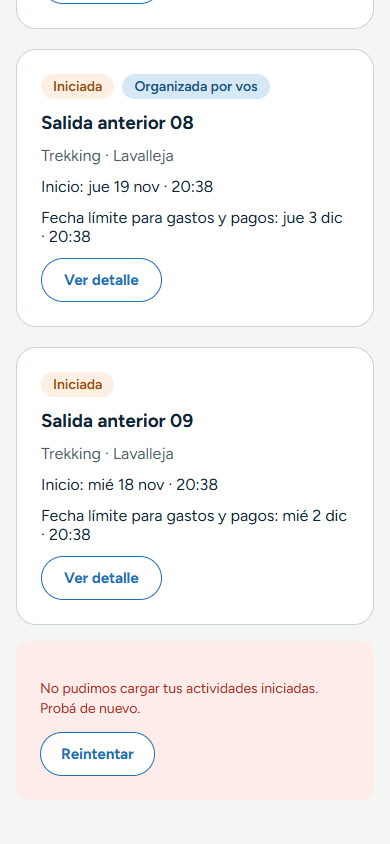 Iniciada
Organizada por vos
Salida anterior 08
Trekking · Lavalleja
Inicio: jue 19 nov · 20:38
Fecha límite para gastos y pagos: jue 3 dic
· 20:38
Ver detalle
Iniciada
Salida anterior 09
Trekking · Lavalleja
Inicio: mié 18 nov · 20:38
Fecha límite para gastos y pagos: mié 2 dic
· 20:38
Ver detalle
No pudimos cargar tus actividades iniciadas.
Probá de nuevo.
Reintentar